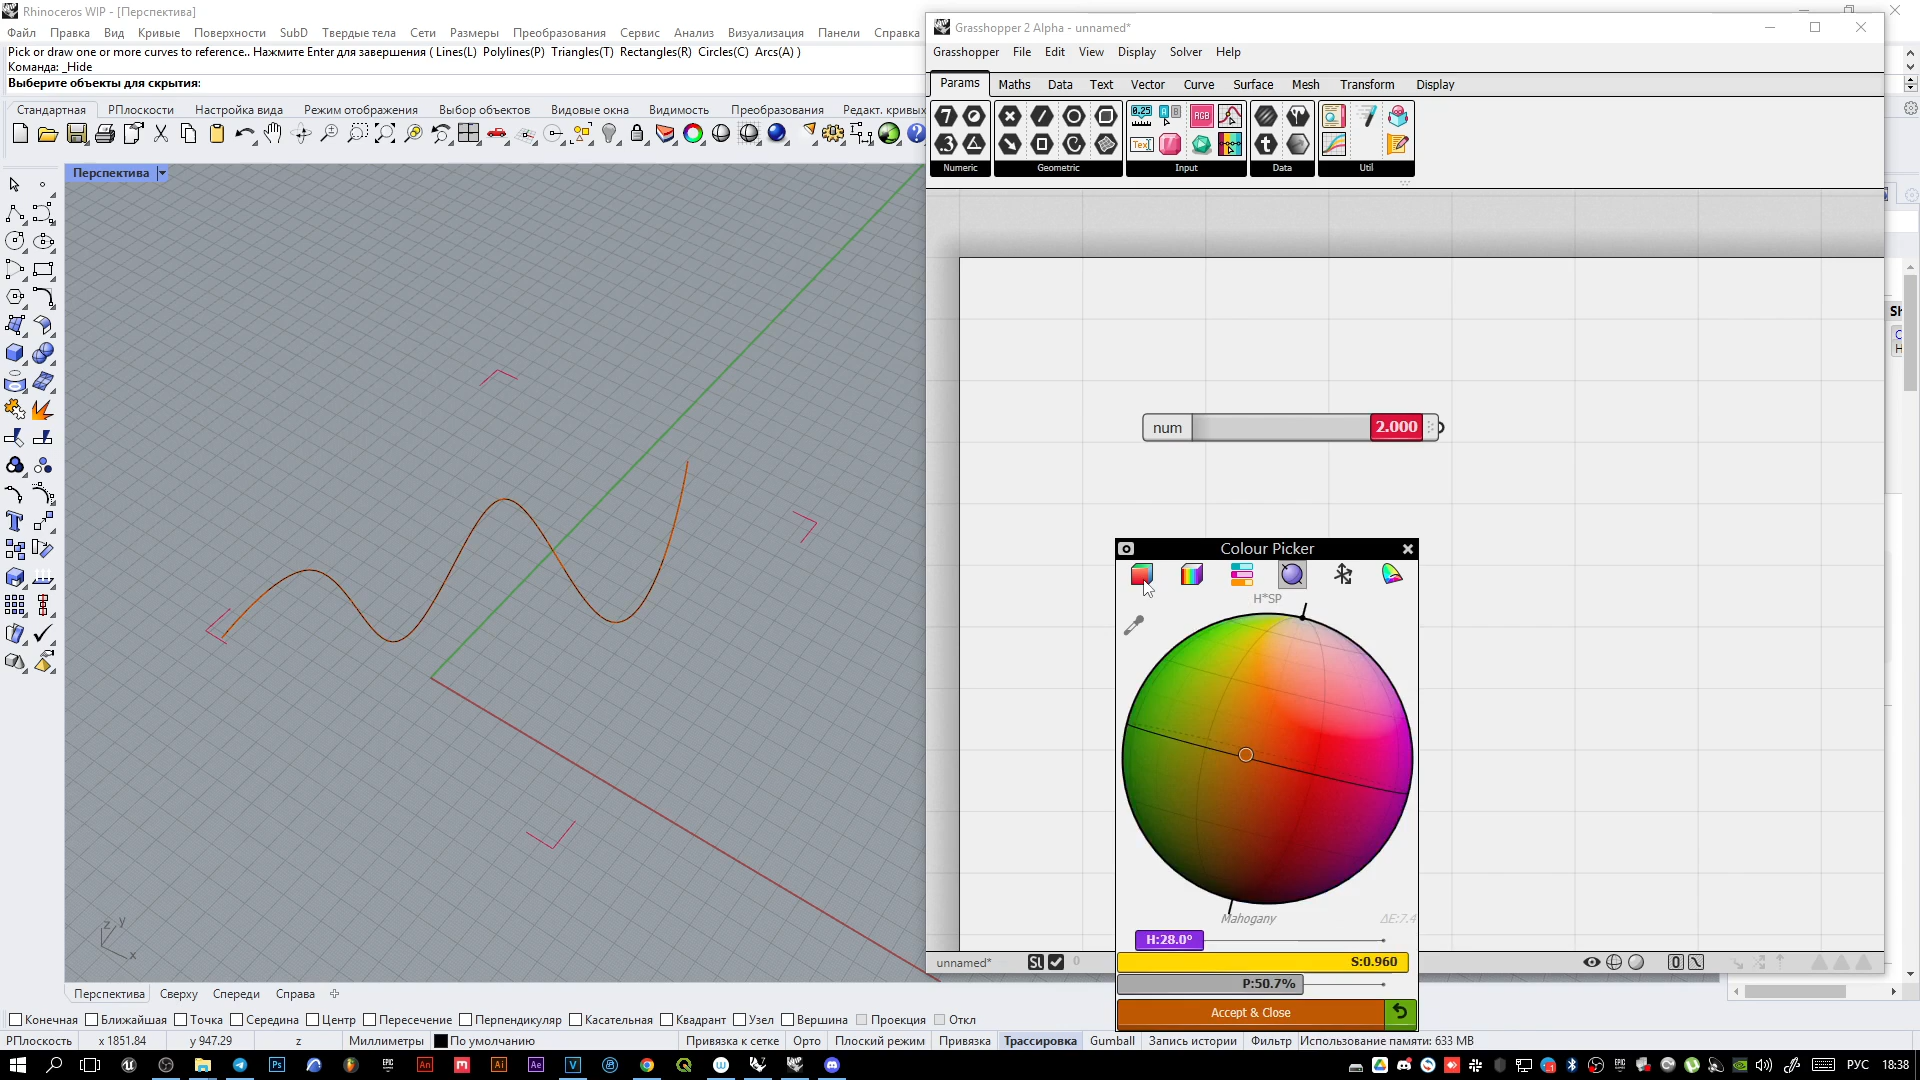 Rhinoceros WIP - [Перспектива]
Файл Правка Вид Кривые Поверхности SubD Твердые тела Сети Размеры Преобразования Сервис Анализ Визуализация Панели Справка
Pick or draw one or more curves to reference.. Нажмите Enter для завершения ( Lines(L) Polylines(P) Triangles(T) Rectangles(R) Circles(C) Arcs(A) )
Команда: _Hide
Выберите объекты для скрытия:
Стандартная РПлоскости Настройка вида Режим отображения Выбор объектов Видовые окна Видимость Преобразования Редакт. кривых
Перспектива
z y
x
Grasshopper 2 Alpha - unnamed*
Grasshopper File Edit View Display Solver Help
Params Maths Data Text Vector Curve Surface Mesh Transform Display
Numeric Geometric Input Data Util
num 2.000
Colour Picker
H*SP
Mahogany ΔE:7.4
H:28.0°
S:0.960
P:50.7%
Accept & Close
unnamed* 0
Перспектива Сверху Спереди Справа
Конечная Ближайшая Точка Середина Центр Пересечение Перпендикуляр Касательная Квадрант Узел Вершина Проекция Откл
РПлоскость x 1851.84 y 947.29 z Миллиметры По умолчанию Привязка к сетке Орто Плоский режим Привязка Трассировка Gumball Запись истории Фильтр Использование памяти: 633 MB
РУС 18:38